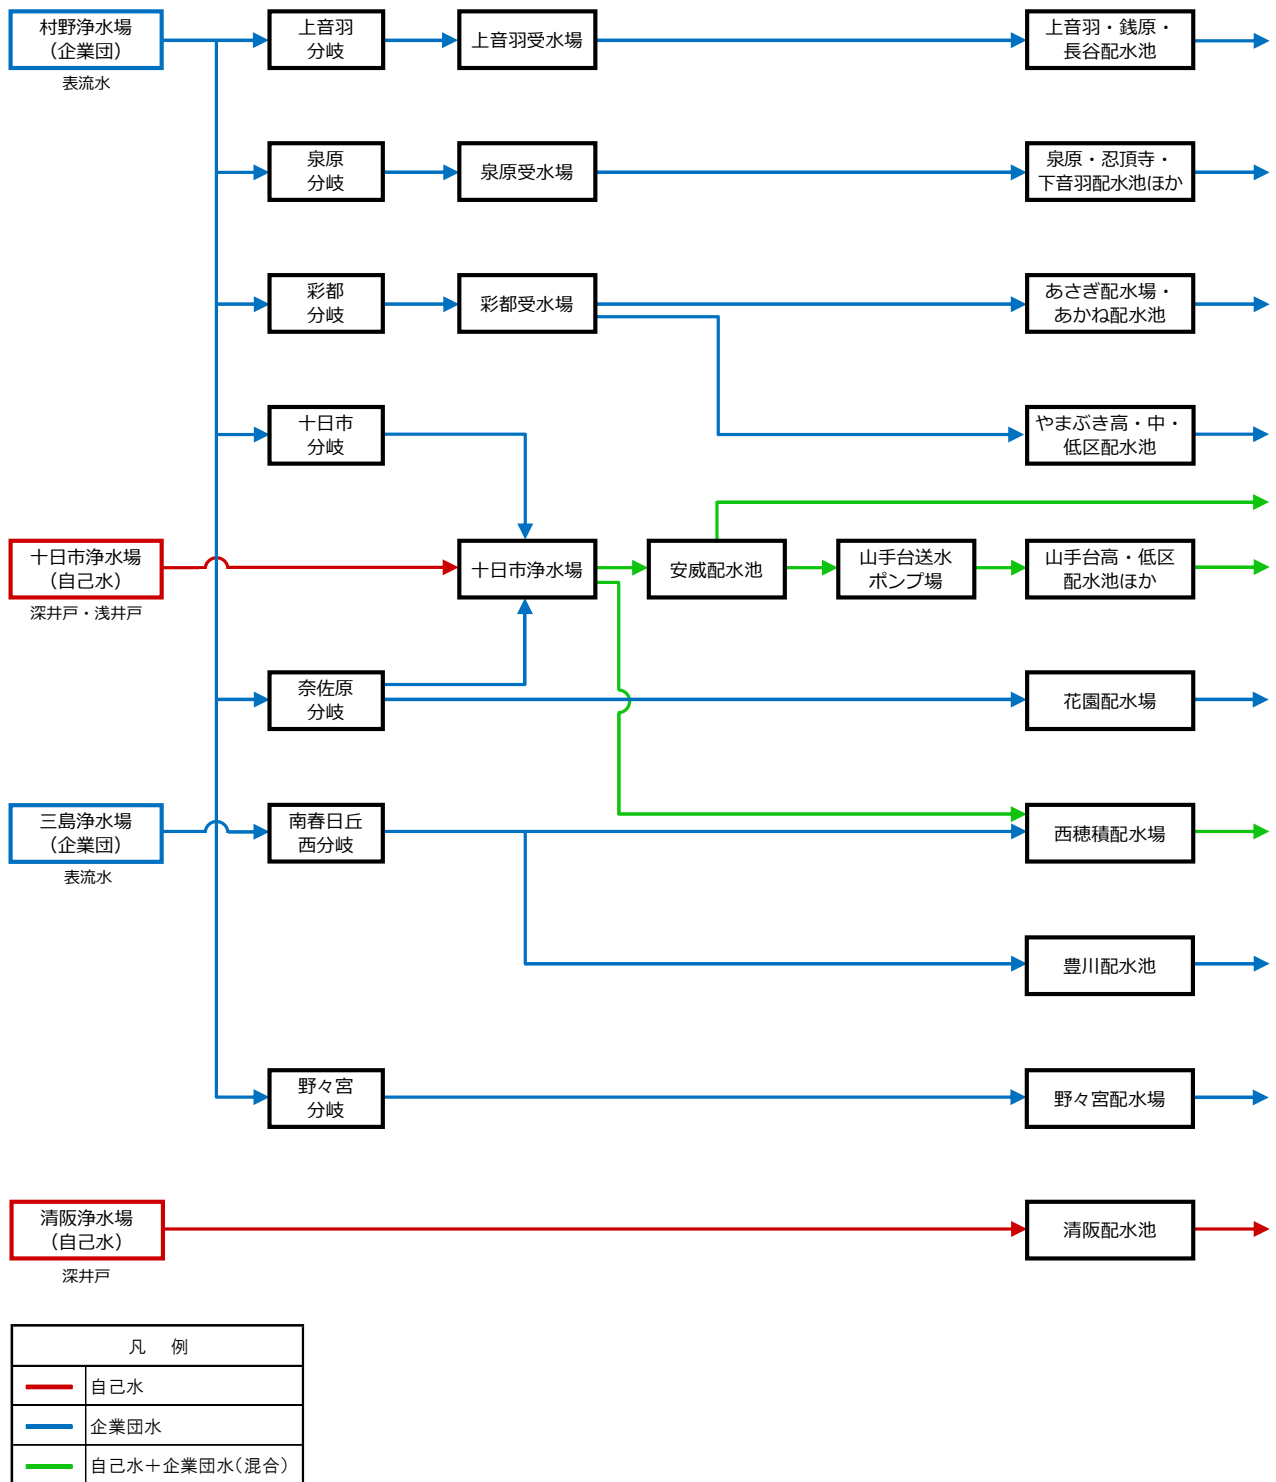 村野浄水場
（企業団）
表流水
上音羽
分岐
上音羽受水場
上音羽・銭原・
長谷配水池
泉原
分岐
泉原受水場
泉原・忍頂寺・
下音羽配水池ほか
彩都
分岐
彩都受水場
あさぎ配水場・
あかね配水池
十日市
分岐
やまぶき高・中・
低区配水池
十日市浄水場
（自己水）
深井戸・浅井戸
十日市浄水場
安威配水池
山手台送水
ポンプ場
山手台高・低区
配水池ほか
奈佐原
分岐
花園配水場
三島浄水場
（企業団）
表流水
南春日丘
西分岐
西穂積配水場
豊川配水池
野々宮
分岐
野々宮配水場
清阪浄水場
（自己水）
深井戸
清阪配水池
凡　例
自己水
企業団水
自己水＋企業団水（混合）